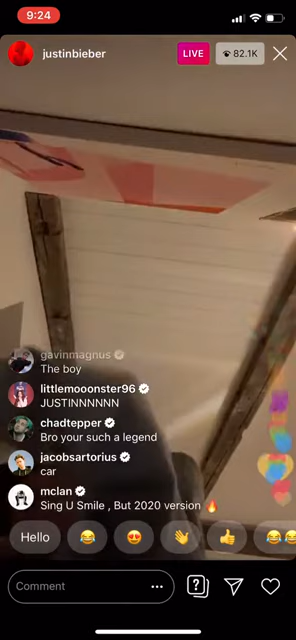 9:24
justinbieber LIVE 82.1K
gavinmagnus
The boy
littlemooonster96
JUSTINNNNNN
chadtepper
Bro your such a legend
jacobsartorius
car
mclan
Sing U Smile , But 2020 version 🔥
Hello 😂 😍 👋 👍 😂😂
Comment